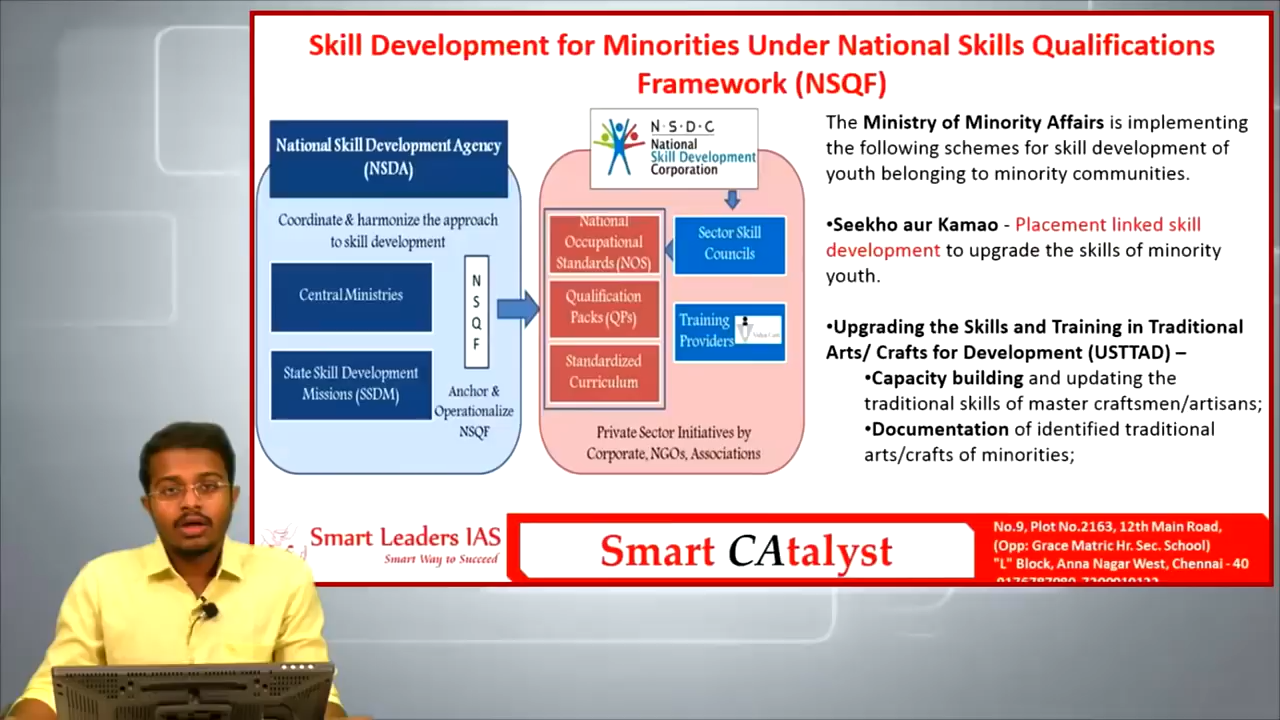 Skill Development for Minorities Under National Skills Qualifications
Framework (NSQF)
National Skill Development Agency
(NSDA)
Coordinate & harmonize the approach
to skill development
Central Ministries
State Skill Development
Missions (SSDM)
N
S
Q
F
Anchor &
Operationalize
NSQF
N·S·D·C
National
Skill Development
Corporation
National
Occupational
Standards (NOS)
Qualification
Packs (QPs)
Standardized
Curriculum
Sector Skill
Councils
Training
Providers
Private Sector Initiatives by
Corporate, NGOs, Associations
The Ministry of Minority Affairs is implementing
the following schemes for skill development of
youth belonging to minority communities.
•Seekho aur Kamao - Placement linked skill
development to upgrade the skills of minority
youth.
•Upgrading the Skills and Training in Traditional
Arts/ Crafts for Development (USTTAD) –
•Capacity building and updating the
traditional skills of master craftsmen/artisans;
•Documentation of identified traditional
arts/crafts of minorities;
Smart Leaders IAS
Smart Way to Succeed
Smart CAtalyst
No.9, Plot No.2163, 12th Main Road,
(Opp: Grace Matric Hr. Sec. School)
"L" Block, Anna Nagar West, Chennai - 40